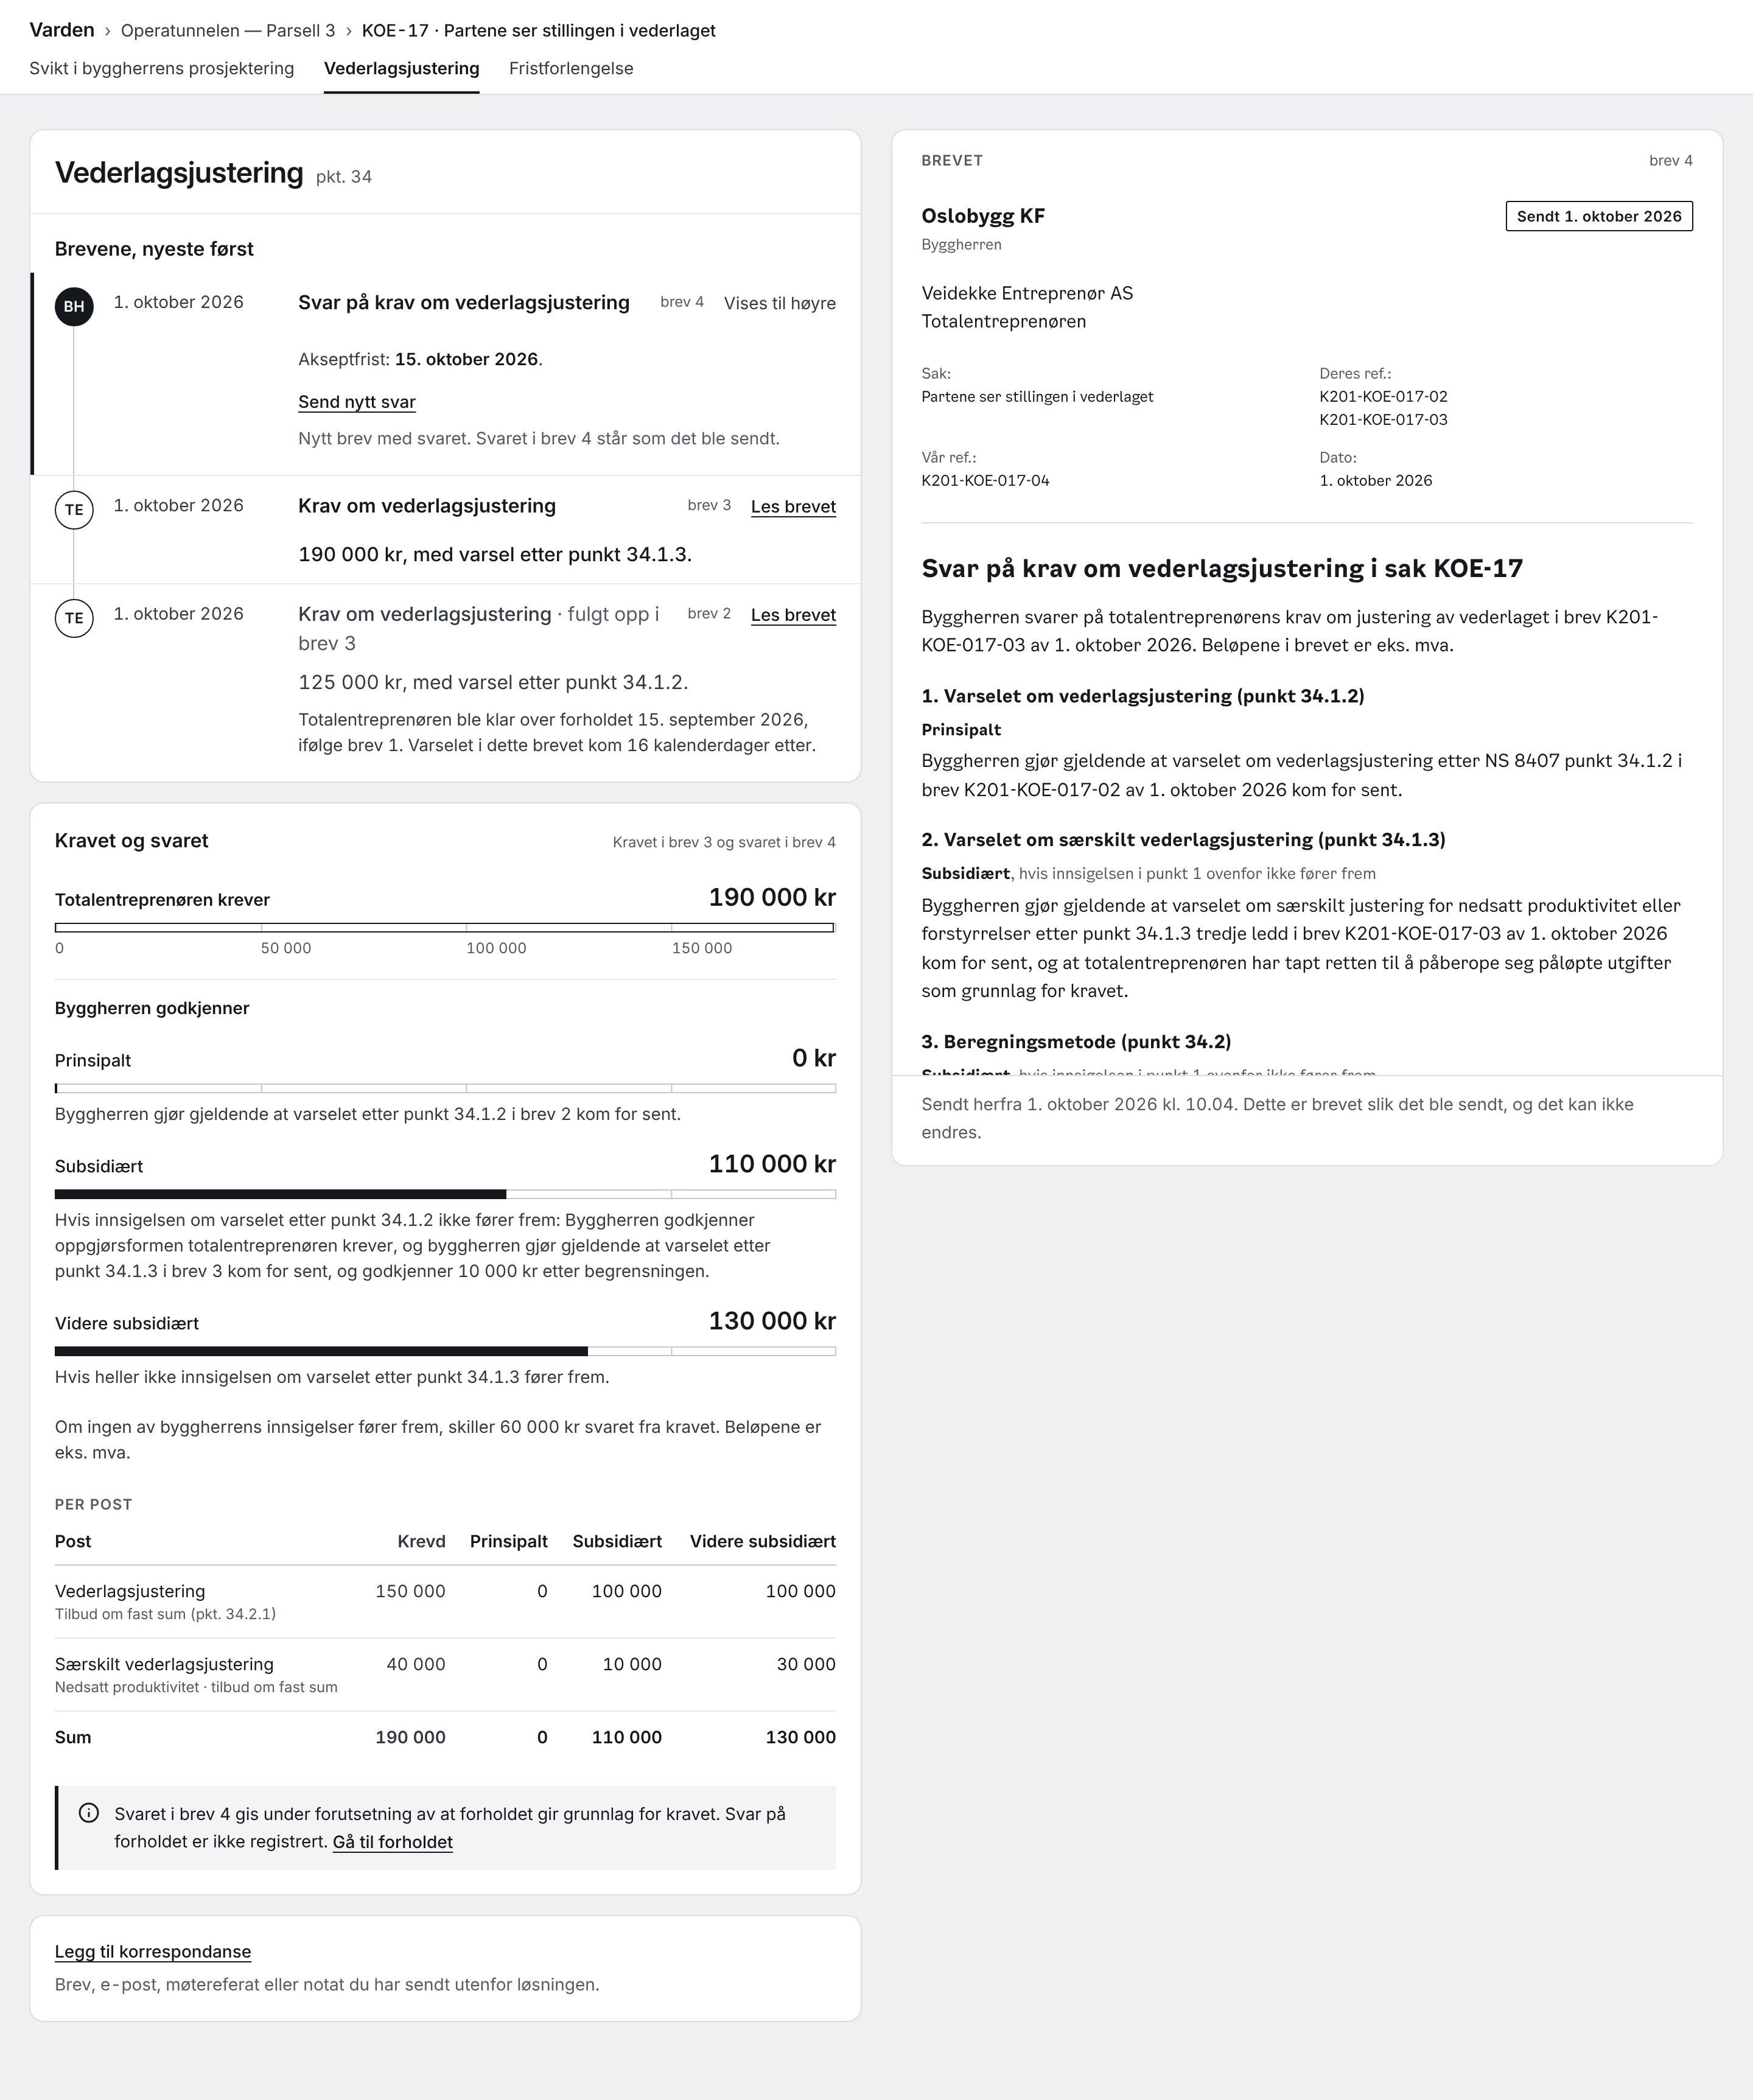 Varden › Operatunnelen — Parsell 3 › KOE-17 · Partene ser stillingen i vederlaget
Svikt i byggherrens prosjektering Vederlagsjustering Fristforlengelse
Vederlagsjustering pkt. 34
Brevene, nyeste først
BH 1. oktober 2026 Svar på krav om vederlagsjustering brev 4 Vises til høyre
Akseptfrist: 15. oktober 2026.
Send nytt svar
Nytt brev med svaret. Svaret i brev 4 står som det ble sendt.
TE 1. oktober 2026 Krav om vederlagsjustering brev 3 Les brevet
190 000 kr, med varsel etter punkt 34.1.3.
TE 1. oktober 2026 Krav om vederlagsjustering · fulgt opp i brev 2 Les brevet
brev 3
125 000 kr, med varsel etter punkt 34.1.2.
Totalentreprenøren ble klar over forholdet 15. september 2026,
ifølge brev 1. Varselet i dette brevet kom 16 kalenderdager etter.
Kravet og svaret Kravet i brev 3 og svaret i brev 4
Totalentreprenøren krever 190 000 kr
0 50 000 100 000 150 000
Byggherren godkjenner
Prinsipalt 0 kr
Byggherren gjør gjeldende at varselet etter punkt 34.1.2 i brev 2 kom for sent.
Subsidiært 110 000 kr
Hvis innsigelsen om varselet etter punkt 34.1.2 ikke fører frem: Byggherren godkjenner
oppgjørsformen totalentreprenøren krever, og byggherren gjør gjeldende at varselet etter
punkt 34.1.3 i brev 3 kom for sent, og godkjenner 10 000 kr etter begrensningen.
Videre subsidiært 130 000 kr
Hvis heller ikke innsigelsen om varselet etter punkt 34.1.3 fører frem.
Om ingen av byggherrens innsigelser fører frem, skiller 60 000 kr svaret fra kravet. Beløpene er
eks. mva.
PER POST
Post Krevd Prinsipalt Subsidiært Videre subsidiært
Vederlagsjustering 150 000 0 100 000 100 000
Tilbud om fast sum (pkt. 34.2.1)
Særskilt vederlagsjustering 40 000 0 10 000 30 000
Nedsatt produktivitet · tilbud om fast sum
Sum 190 000 0 110 000 130 000
Svaret i brev 4 gis under forutsetning av at forholdet gir grunnlag for kravet. Svar på
forholdet er ikke registrert. Gå til forholdet
Legg til korrespondanse
Brev, e-post, møtereferat eller notat du har sendt utenfor løsningen.
BREVET brev 4
Oslobygg KF Sendt 1. oktober 2026
Byggherren
Veidekke Entreprenør AS
Totalentreprenøren
Sak: Deres ref.:
Partene ser stillingen i vederlaget K201-KOE-017-02
K201-KOE-017-03
Vår ref.: Dato:
K201-KOE-017-04 1. oktober 2026
Svar på krav om vederlagsjustering i sak KOE-17
Byggherren svarer på totalentreprenørens krav om justering av vederlaget i brev K201-
KOE-017-03 av 1. oktober 2026. Beløpene i brevet er eks. mva.
1. Varselet om vederlagsjustering (punkt 34.1.2)
Prinsipalt
Byggherren gjør gjeldende at varselet om vederlagsjustering etter NS 8407 punkt 34.1.2 i
brev K201-KOE-017-02 av 1. oktober 2026 kom for sent.
2. Varselet om særskilt vederlagsjustering (punkt 34.1.3)
Subsidiært, hvis innsigelsen i punkt 1 ovenfor ikke fører frem
Byggherren gjør gjeldende at varselet om særskilt justering for nedsatt produktivitet eller
forstyrrelser etter punkt 34.1.3 tredje ledd i brev K201-KOE-017-03 av 1. oktober 2026
kom for sent, og at totalentreprenøren har tapt retten til å påberope seg påløpte utgifter
som grunnlag for kravet.
3. Beregningsmetode (punkt 34.2)
Subsidiært, hvis innsigelsen i punkt 1 ovenfor ikke fører frem
Sendt herfra 1. oktober 2026 kl. 10.04. Dette er brevet slik det ble sendt, og det kan ikke
endres.